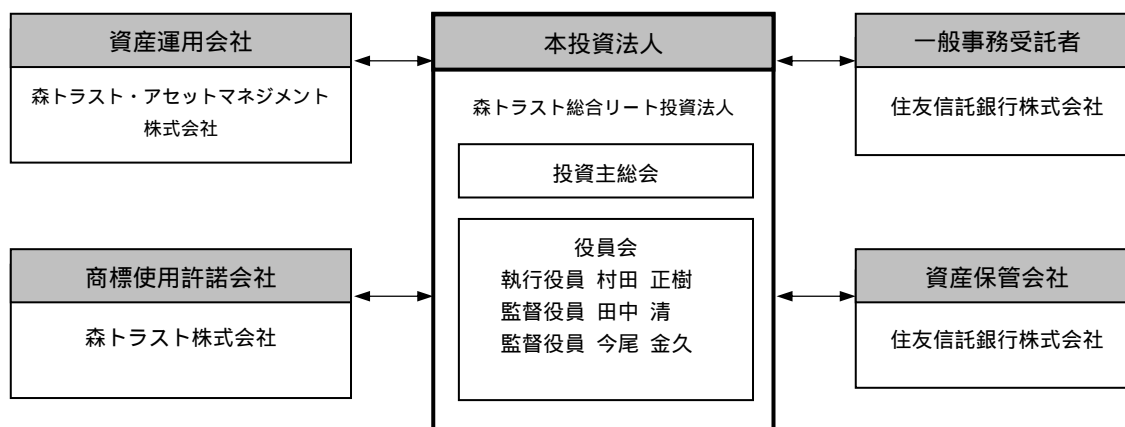 資産運用会社
森トラスト・アセットマネジメント
株式会社
商標使用許諾会社
森トラスト株式会社
本投資法人
森トラスト総合リート投資法人
投資主総会
役員会
執行役員 村田 正樹
監督役員 田中 清
監督役員 今尾 金久
一般事務受託者
住友信託銀行株式会社
資産保管会社
住友信託銀行株式会社